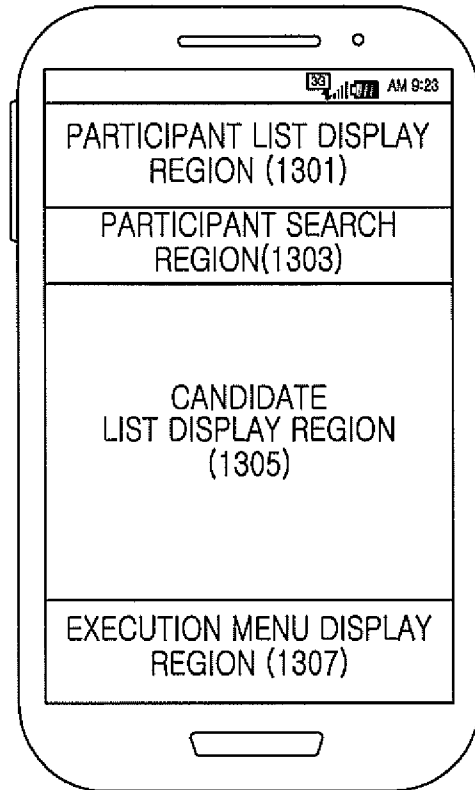 3G AM 9:23
PARTICIPANT LIST DISPLAY
REGION (1301)
PARTICIPANT SEARCH
REGION(1303)
CANDIDATE
LIST DISPLAY REGION
(1305)
EXECUTION MENU DISPLAY
REGION (1307)